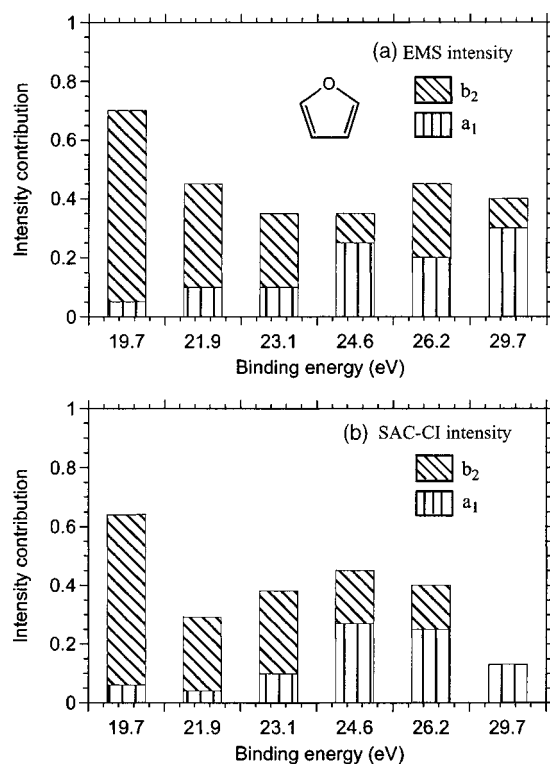 1
(a) EMS intensity
0.8
O
b2
a1
0.6
Intensity contribution
0.4
0.2
0
19.7 21.9 23.1 24.6 26.2 29.7
Binding energy (eV)
1
(b) SAC-CI intensity
0.8
b2
a1
0.6
Intensity contribution
0.4
0.2
0
19.7 21.9 23.1 24.6 26.2 29.7
Binding energy (eV)